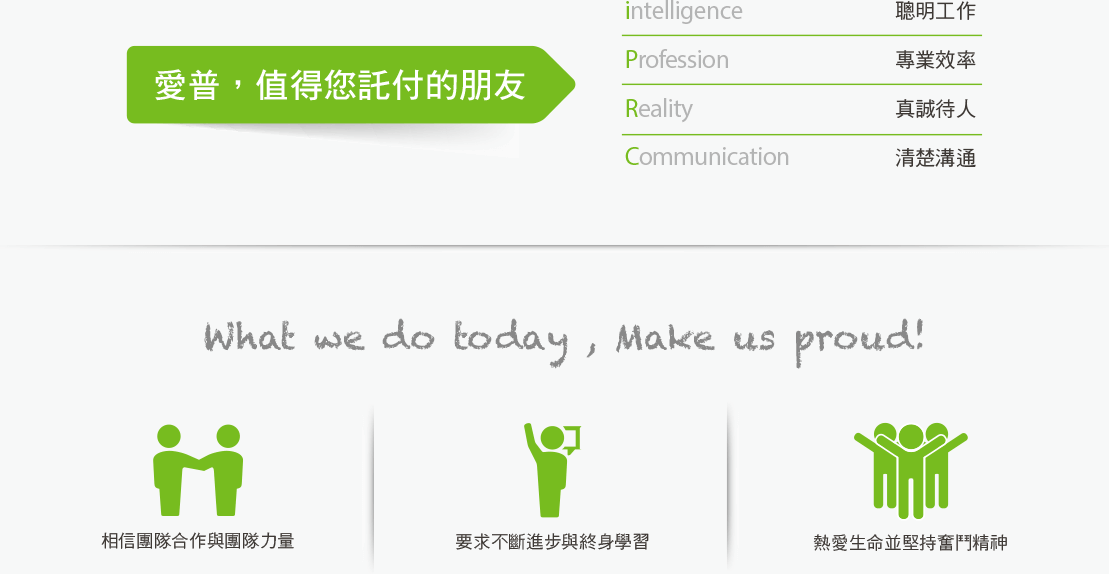 intelligence 聰明工作
Profession 專業效率
愛普，值得您託付的朋友
Reality 真誠待人
Communication 清楚溝通
What we do today , Make us proud!
相信團隊合作與團隊力量
要求不斷進步與終身學習
熱愛生命並堅持奮鬥精神